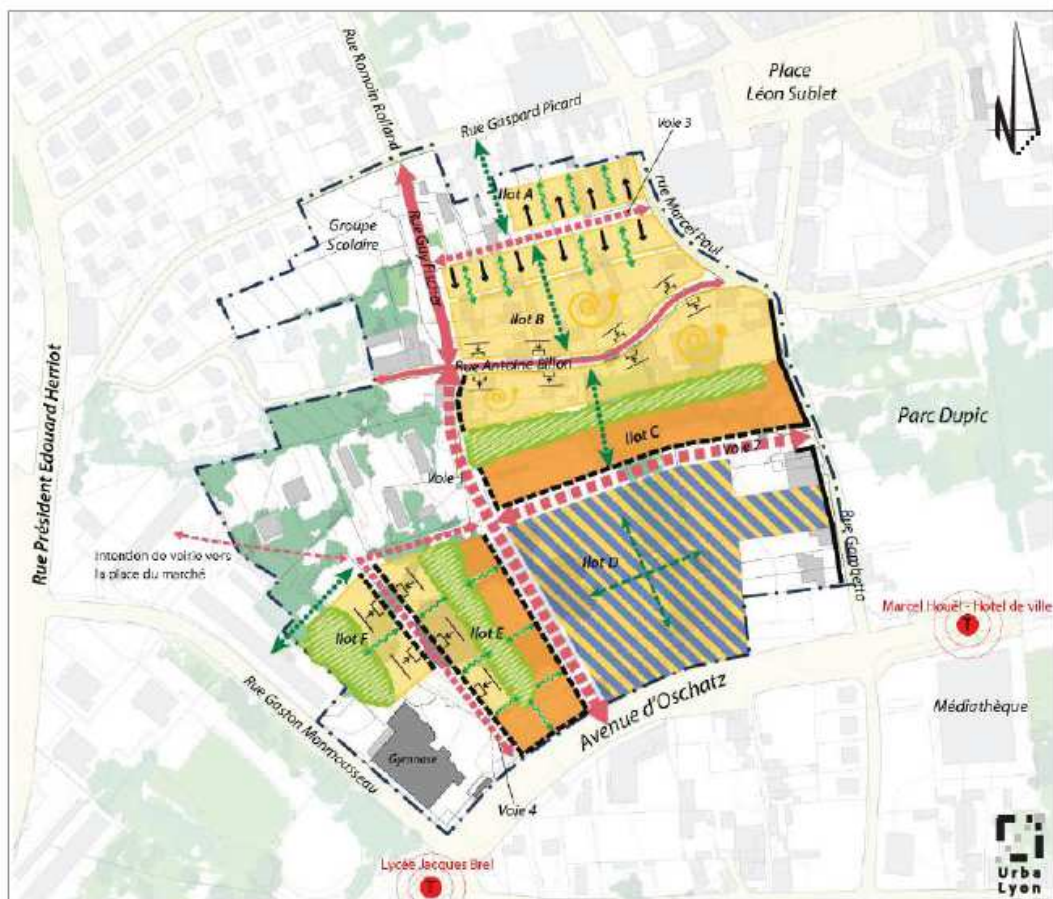 Rue Romain Rolland
Place
Léon Sublet
Rue Gaspard Picard
Voie 3
Ilot A
rue Marcel Paul
Groupe
Scolaire
Rue Guy Fischer
Ilot B
Rue Antoine Billon
Parc Dupic
Ilot C
Voie 2
Voie 1
Rue Président Edouard Herriot
Intention de voirie vers
la place du marché
Ilot D
Rue Gambetta
Marcel Houël - Hotel de ville
T
Ilot F
Ilot E
Avenue d'Oschatz
Médiathèque
Rue Gaston Monmousseau
Gymnase
Voie 4
Lycée Jacques Brel
T
Urba
Lyon